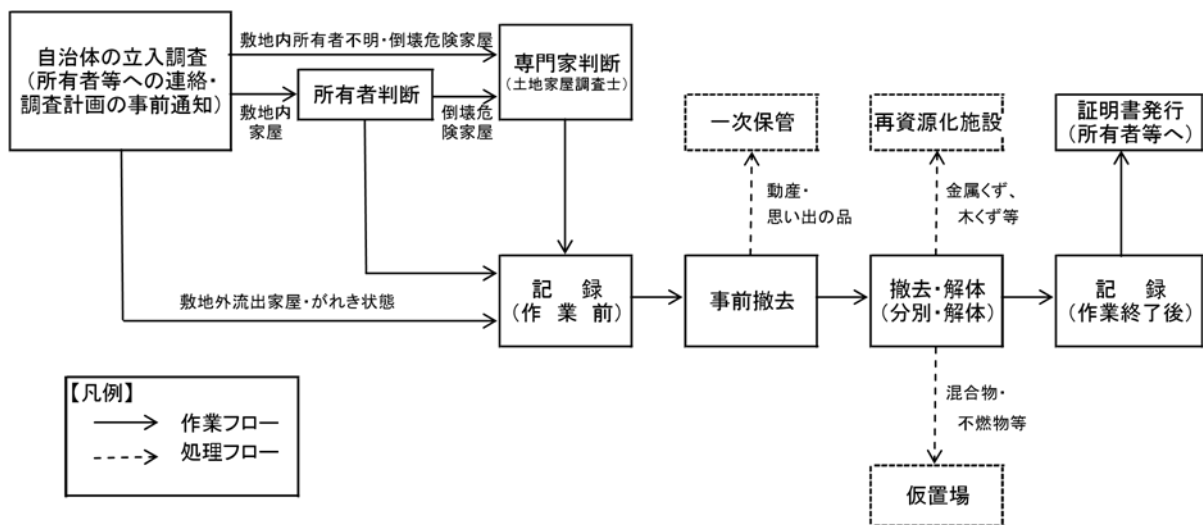 自治体の立入調査
(所有者等への連絡・
調査計画の事前通知)
敷地内所有者不明・倒壊危険家屋
敷地内
家屋
所有者判断
倒壊危
険家屋
専門家判断
(土地家屋調査士)
敷地外流出家屋・がれき状態
記 録
(作 業 前)
事前撤去
動産・
思い出の品
一次保管
撤去・解体
(分別・解体)
金属くず、
木くず等
再資源化施設
混合物・
不燃物等
仮置場
記 録
(作業終了後)
証明書発行
(所有者等へ)
【凡例】
作業フロー
処理フロー